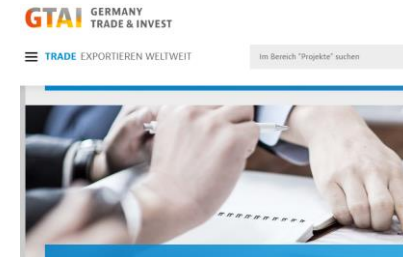 GTAI GERMANY
TRADE & INVEST
TRADE EXPORTIEREN WELTWEIT
Im Bereich "Projekte" suchen